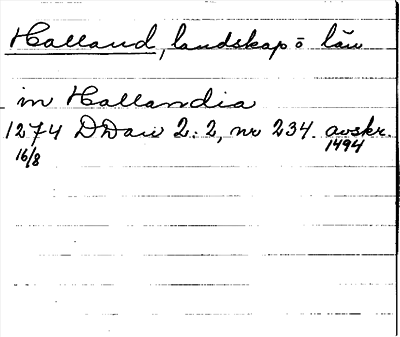 Halland, landskap o län
in Hallandia
1274 DDan 2:2, nr 234. avskr.
16/8 1494